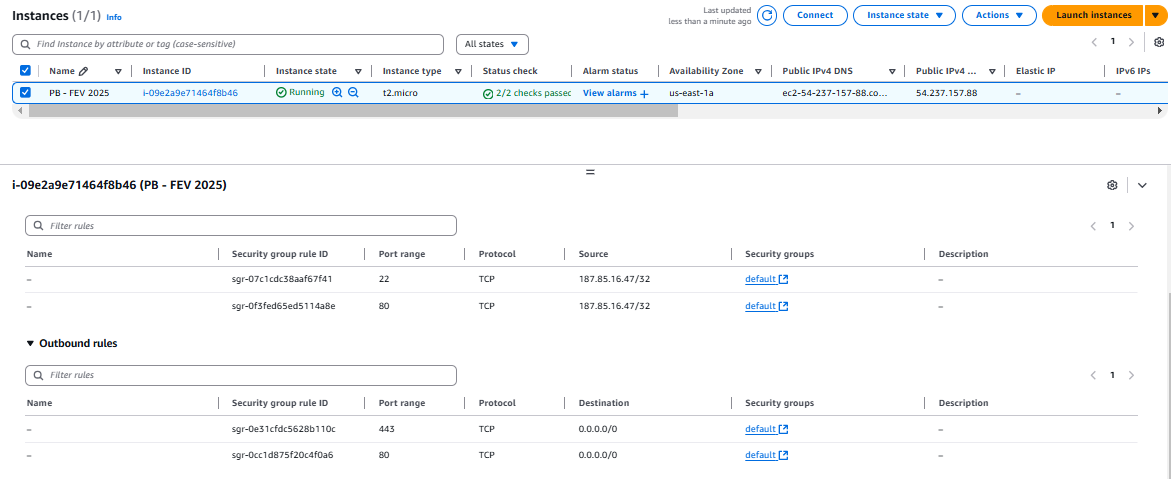 Instances (1/1) Info
Last updated
less than a minute ago
Connect Instance state Actions Launch instances
Find Instance by attribute or tag (case-sensitive) All states 1
Name Instance ID Instance state Instance type Status check Alarm status Availability Zone Public IPv4 DNS Public IPv4 ... Elastic IP IPv6 IPs
PB - FEV 2025 i-09e2a9e71464f8b46 Running t2.micro 2/2 checks passed View alarms + us-east-1a ec2-54-237-157-88.co... 54.237.157.88 – –
i-09e2a9e71464f8b46 (PB - FEV 2025)
Filter rules 1
Name Security group rule ID Port range Protocol Source Security groups Description
– sgr-07c1cdc38aaf67f41 22 TCP 187.85.16.47/32 default –
– sgr-0f3fed65ed5114a8e 80 TCP 187.85.16.47/32 default –
Outbound rules
Filter rules 1
Name Security group rule ID Port range Protocol Destination Security groups Description
– sgr-0e31cfdc5628b110c 443 TCP 0.0.0.0/0 default –
– sgr-0cc1d875f20c4f0a6 80 TCP 0.0.0.0/0 default –